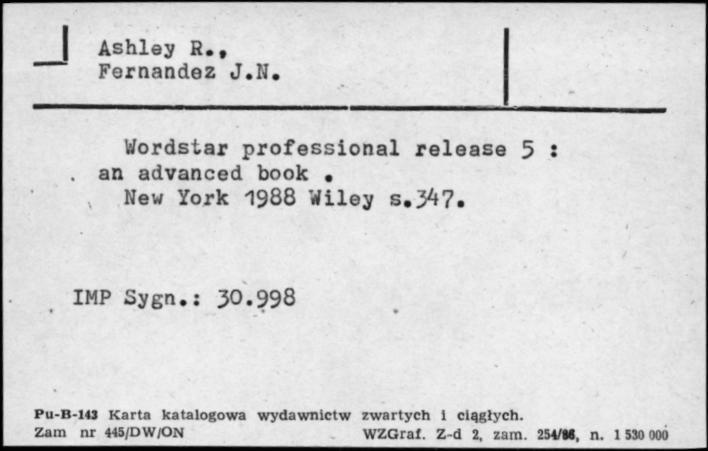 Ashley R.,
Fernandez J.N.
Wordstar professional release 5 :
an advanced book .
New York 1988 Wiley s.347.
IMP Sygn.: 30.998
Pu-B-143 Karta katalogowa wydawnictw zwartych i ciągłych.
Zam nr 445/DW/ON WZGraf. Z-d 2, zam. 254/86, n. 1 530 000